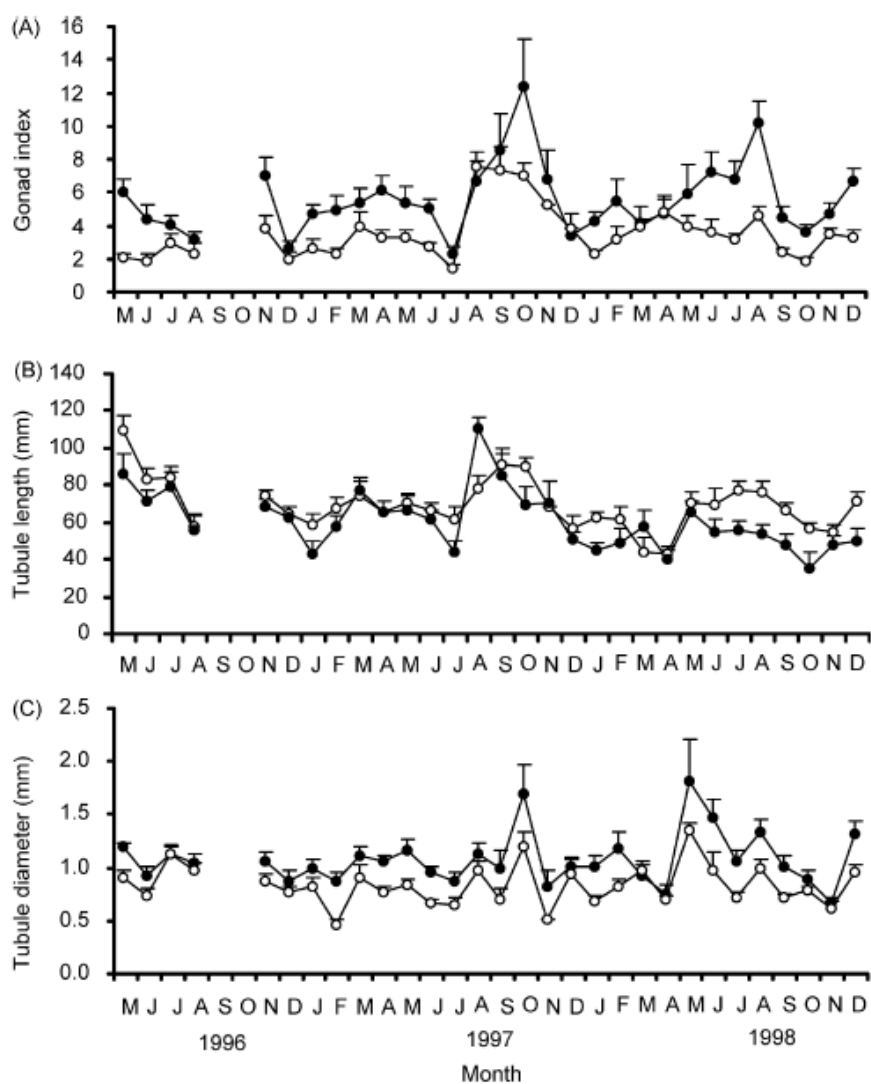 (A)
Gonad index
16
14
12
10
8
6
4
2
0
M J J A S O N D J F M A M J J A S O N D J F M A M J J A S O N D
(B)
Tubule length (mm)
140
120
100
80
60
40
20
0
M J J A S O N D J F M A M J J A S O N D J F M A M J J A S O N D
(C)
Tubule diameter (mm)
2.5
2.0
1.5
1.0
0.5
0.0
M J J A S O N D J F M A M J J A S O N D J F M A M J J A S O N D
1996 1997 1998
Month